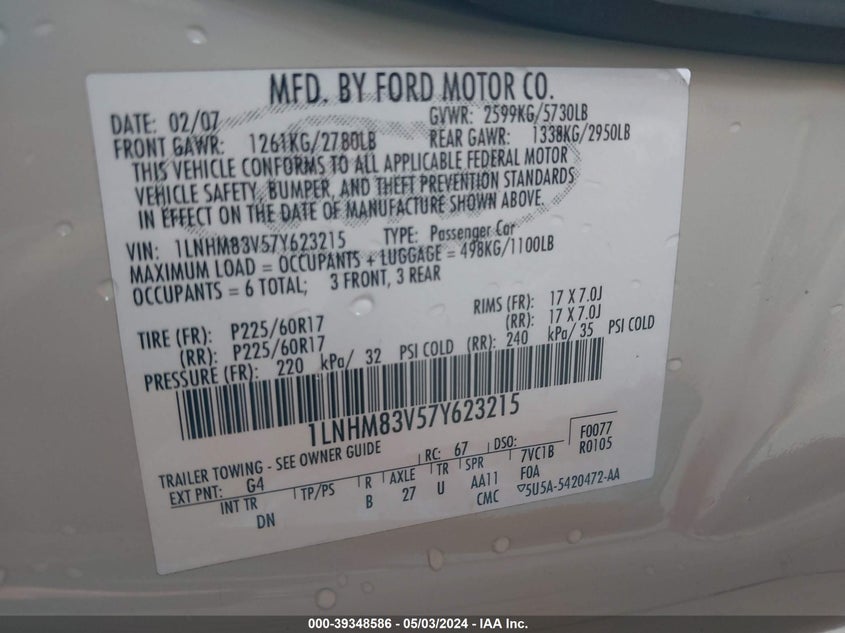 MFD. BY FORD MOTOR CO.
DATE: 02/07 GVWR: 2599KG/5730LB
FRONT GAWR: 1261KG/2780LB REAR GAWR: 1338KG/2950LB
THIS VEHICLE CONFORMS TO ALL APPLICABLE FEDERAL MOTOR
VEHICLE SAFETY, BUMPER, AND THEFT PREVENTION STANDARDS
IN EFFECT ON THE DATE OF MANUFACTURE SHOWN ABOVE.
VIN: 1LNHM83V57Y623215 TYPE: Passenger Car
MAXIMUM LOAD = OCCUPANTS + LUGGAGE = 498KG/1100LB
OCCUPANTS = 6 TOTAL; 3 FRONT, 3 REAR
TIRE (FR): P225/60R17 RIMS (FR): 17 X 7.0J
(RR): P225/60R17 (RR): 17 X 7.0J
PRESSURE (FR): 220 kPa/ 32 PSI COLD (RR): 240 kPa/ 35 PSI COLD
1LNHM83V57Y623215
TRAILER TOWING - SEE OWNER GUIDE RC: 67 DSO: F0077
R0105
EXT PNT: G4 TP/PS R AXLE TR SPR 7VC1B
INT TR B 27 U AA11 F0A
DN CMC 5U5A-5420472-AA
000-39348586 / 05/03/2024 - IAA Inc.